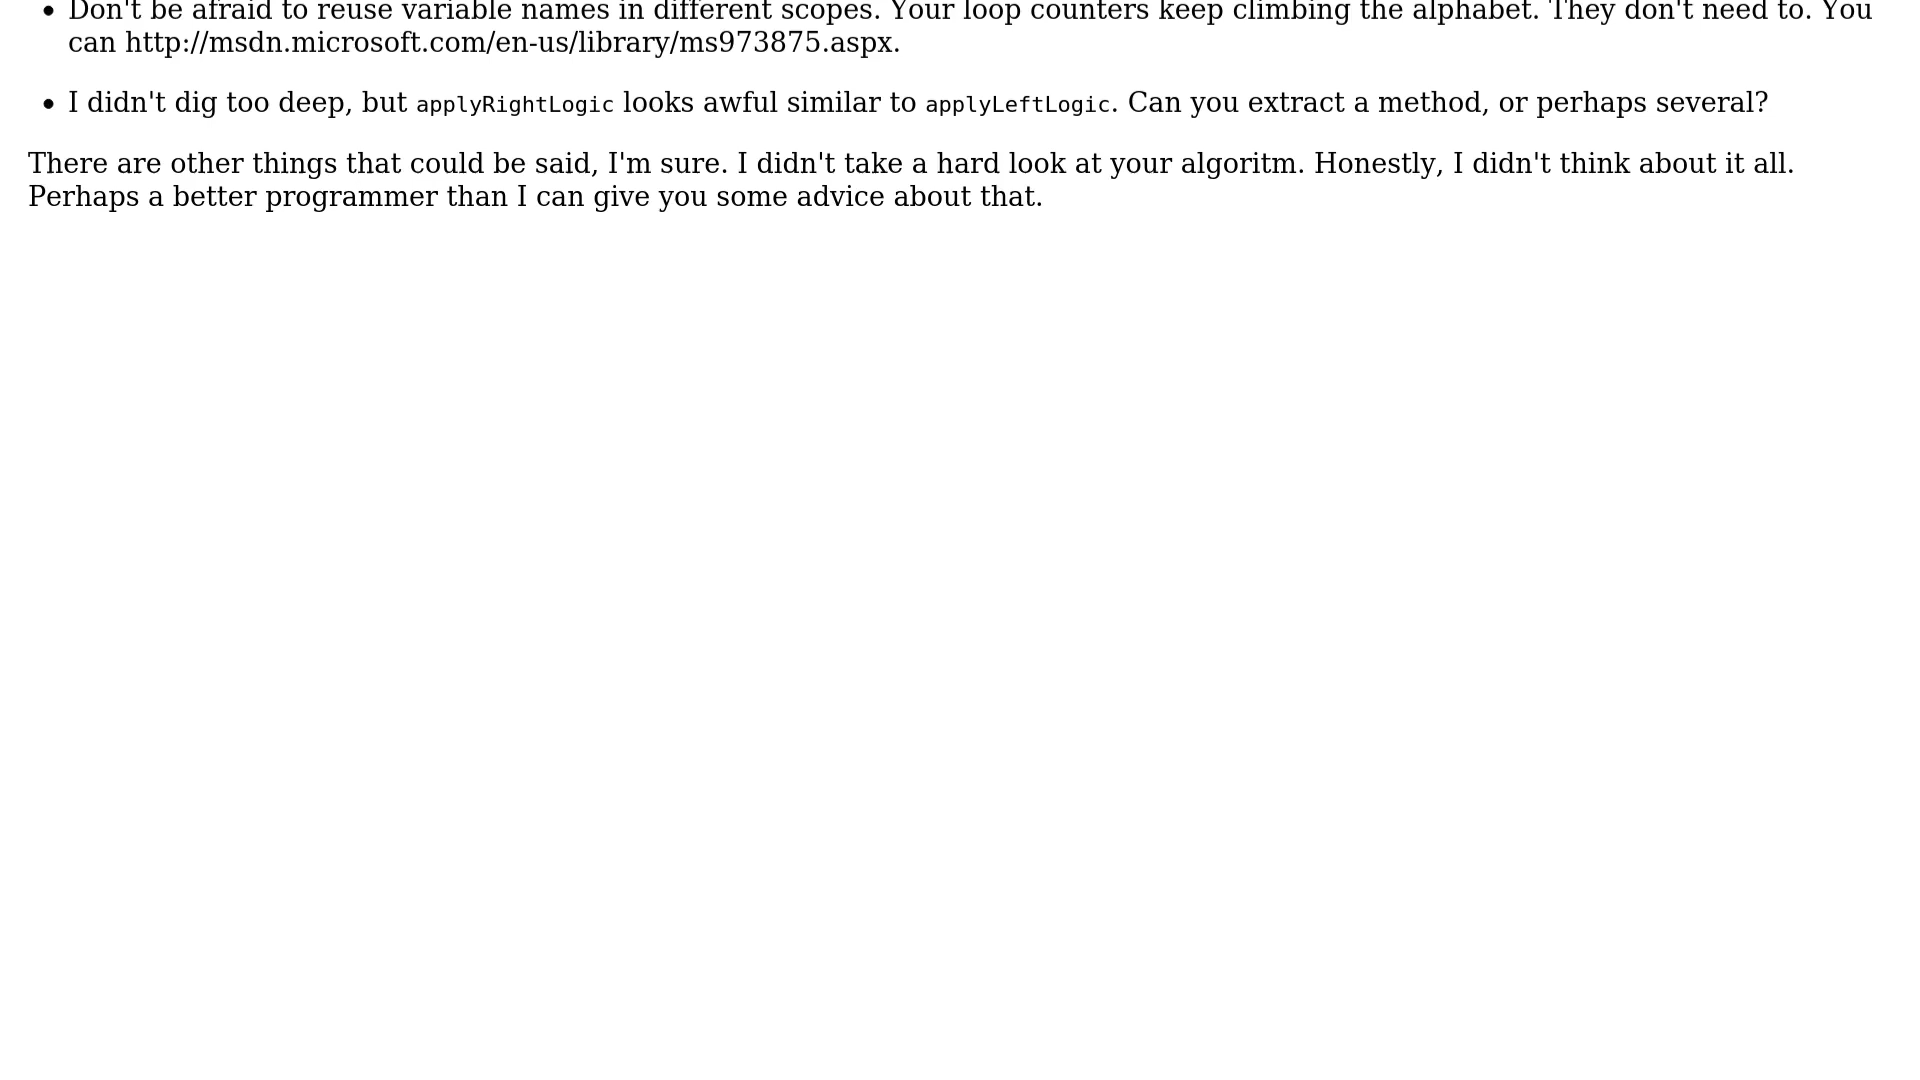 Don't be afraid to reuse variable names in different scopes. Your loop counters keep climbing the alphabet. They don't need to. You
can http://msdn.microsoft.com/en-us/library/ms973875.aspx.
I didn't dig too deep, but applyRightLogic looks awful similar to applyLeftLogic. Can you extract a method, or perhaps several?
There are other things that could be said, I'm sure. I didn't take a hard look at your algoritm. Honestly, I didn't think about it all.
Perhaps a better programmer than I can give you some advice about that.